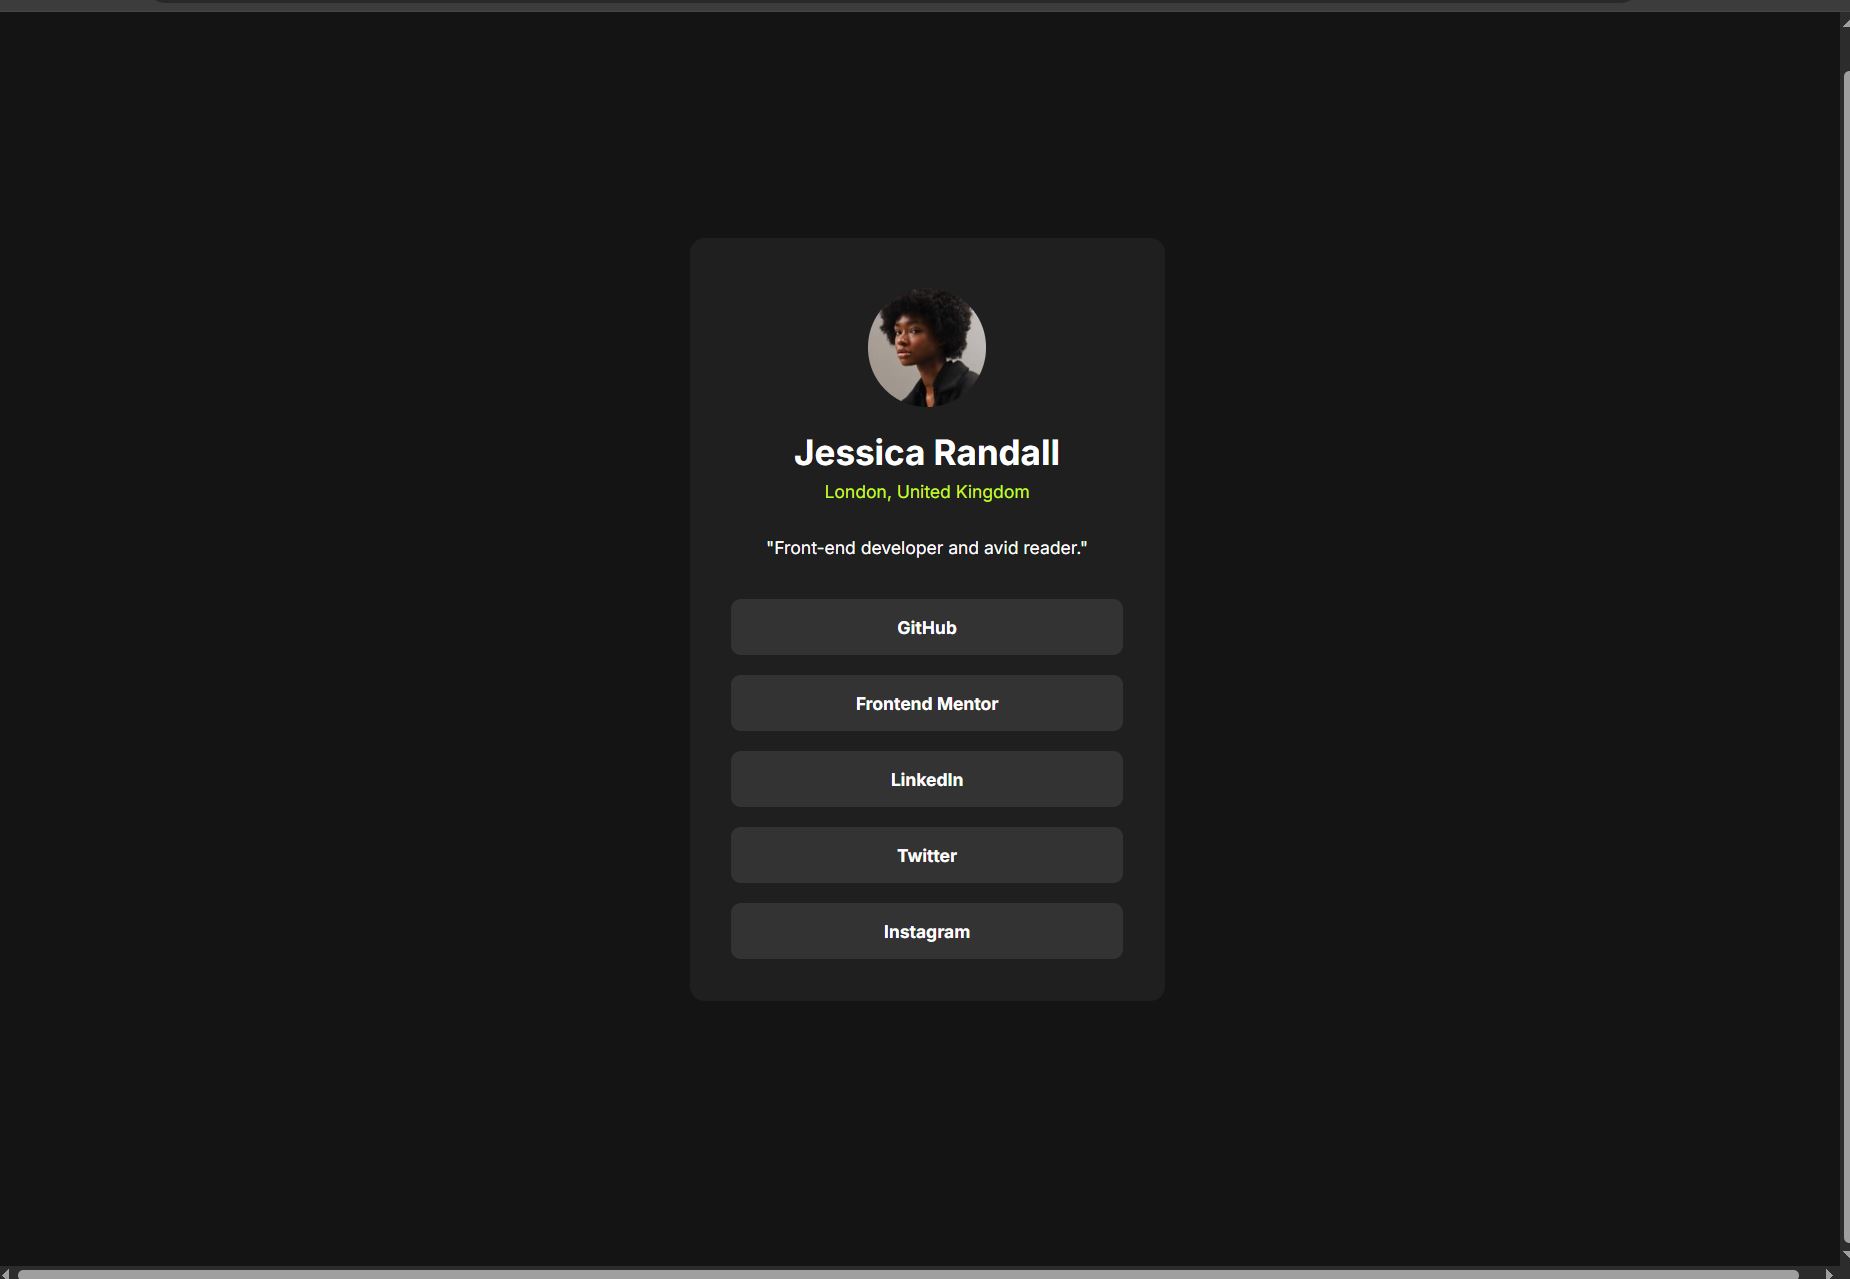 Jessica Randall
London, United Kingdom
"Front-end developer and avid reader."
GitHub
Frontend Mentor
LinkedIn
Twitter
Instagram